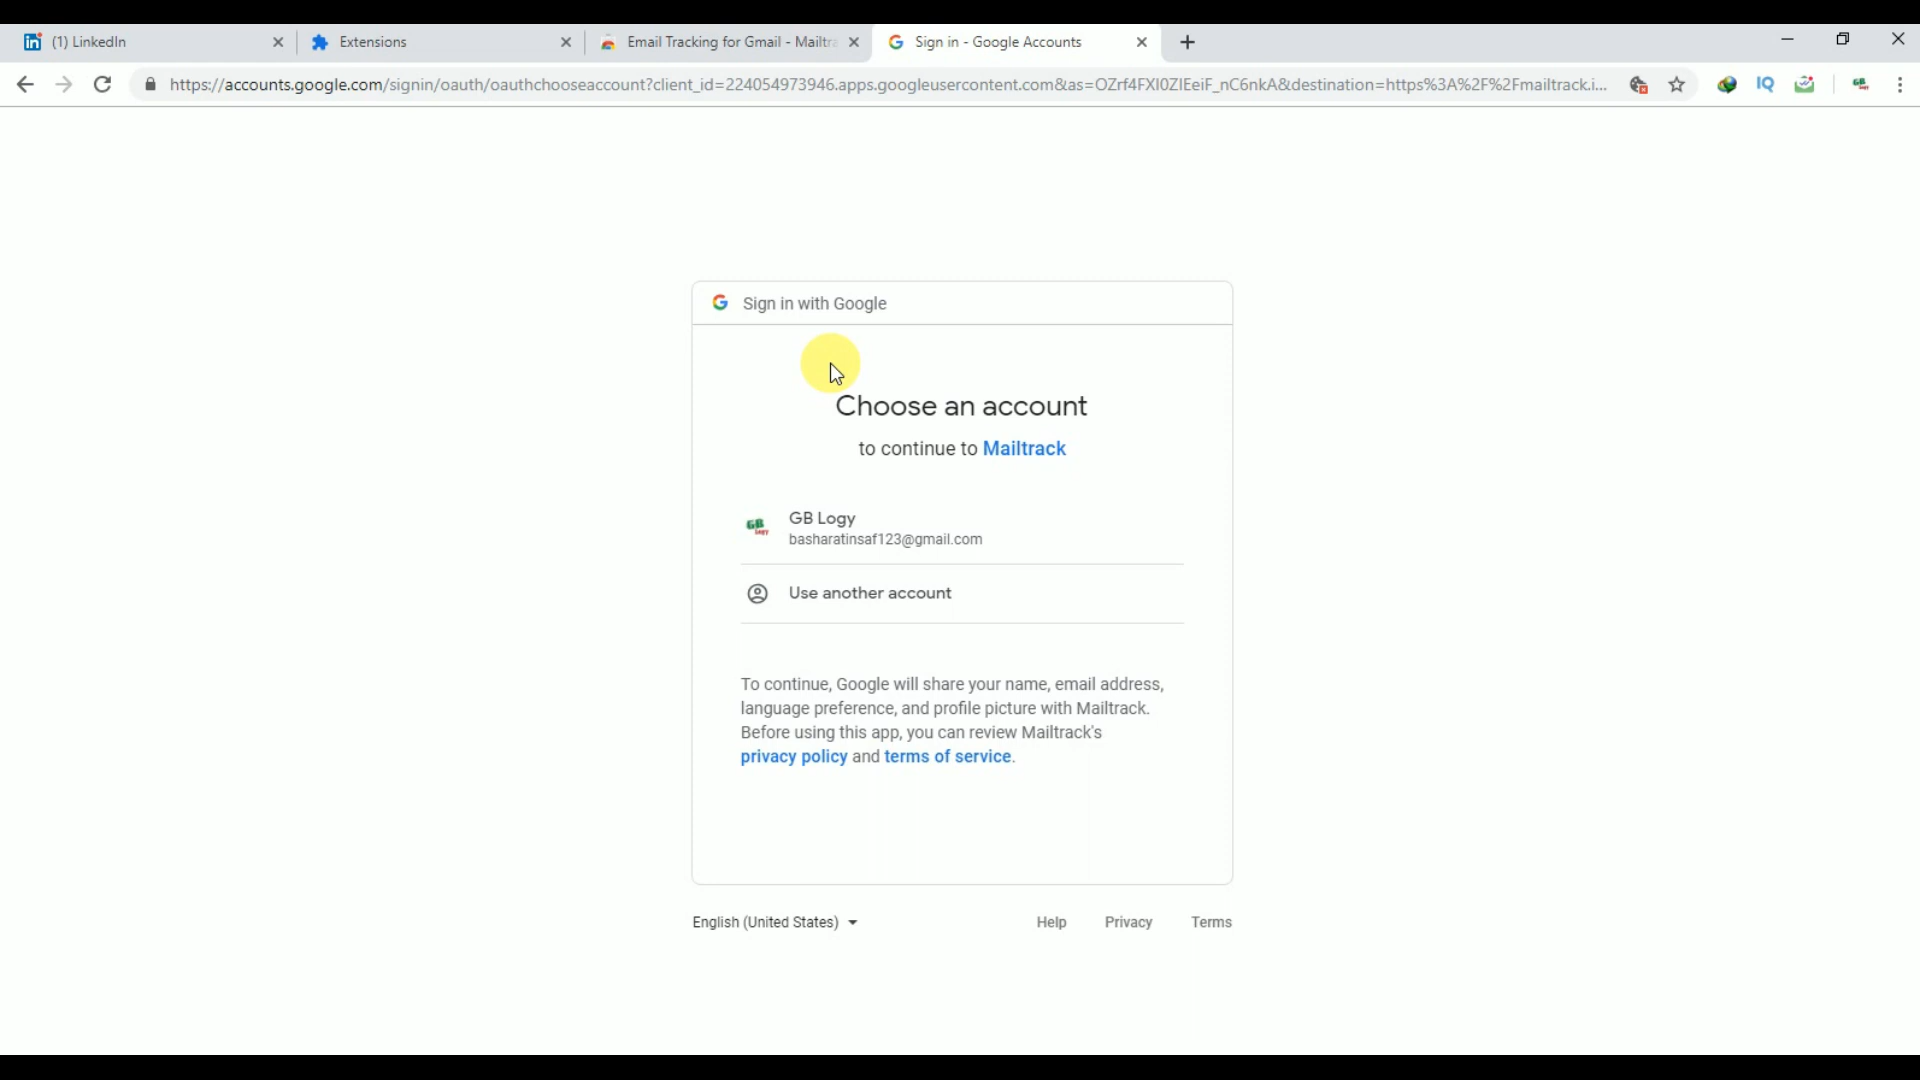 (1) LinkedIn
Extensions
Email Tracking for Gmail - Mailtra
Sign in - Google Accounts
https://accounts.google.com/signin/oauth/oauthchooseaccount?client_id=224054973946.apps.googleusercontent.com&as=OZrf4FXI0ZIEeiF_nC6nkA&destination=https%3A%2F%2Fmailtrack.i...
Sign in with Google
Choose an account
to continue to Mailtrack
GB Logy
basharatinsaf123@gmail.com
Use another account
To continue, Google will share your name, email address,
language preference, and profile picture with Mailtrack.
Before using this app, you can review Mailtrack's
privacy policy and terms of service.
English (United States)
Help Privacy Terms